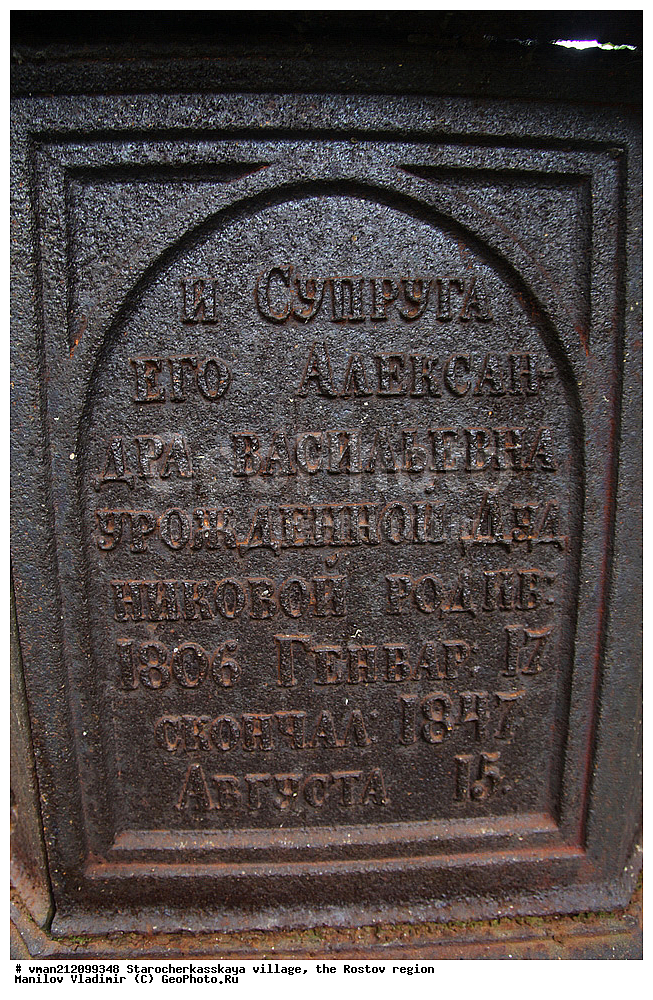 и Супруга
его Алексан-
дра васильевна
урожденной Дуд
никовой родив:
1806 Генвар: 17
скончал: 1847
Августа 15.
# vman212099348 Starocherkasskaya village, the Rostov region
Manilov Vladimir (C) GeoPhoto.Ru